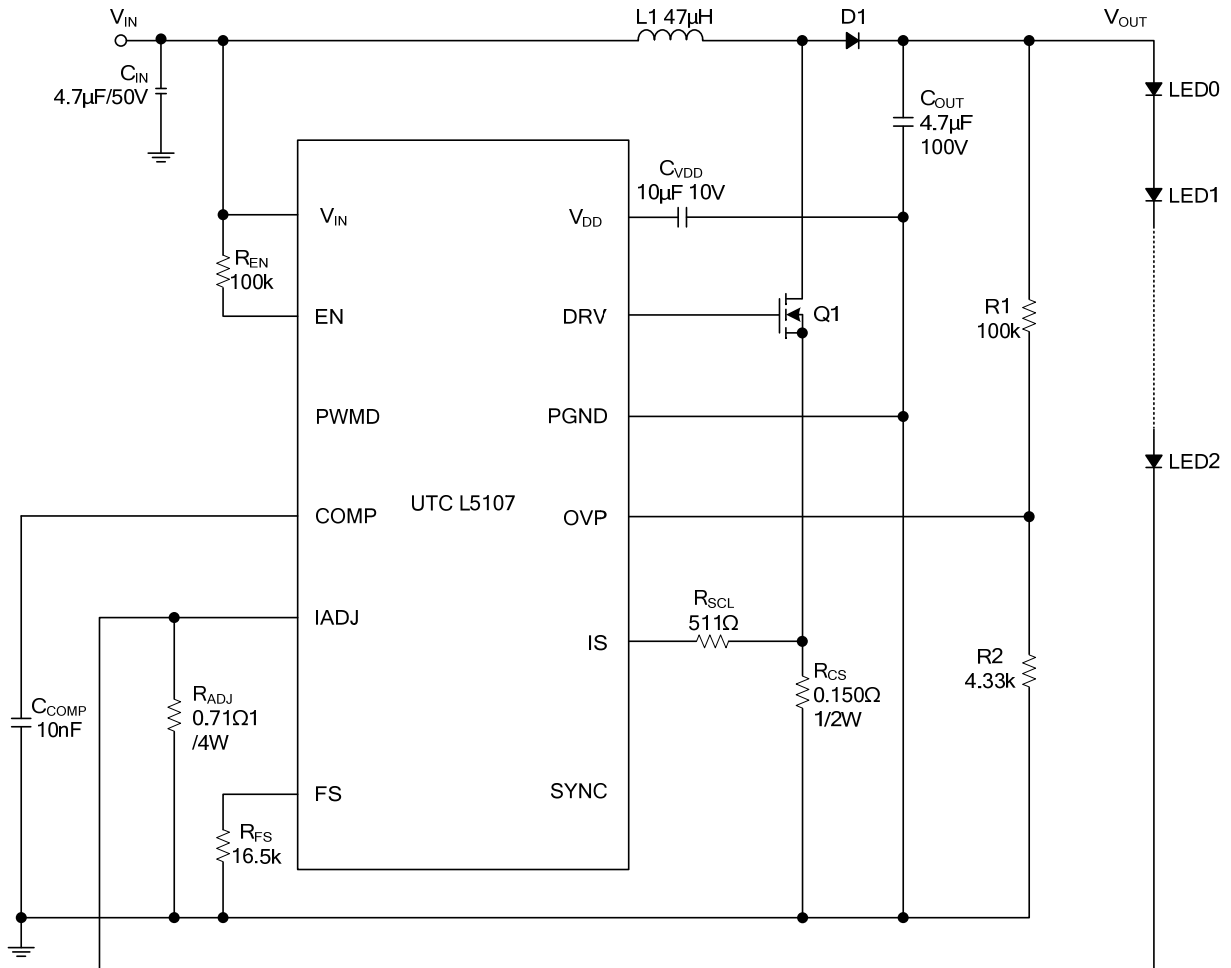 VIN
L1 47µH
D1
VOUT
CIN
4.7µF/50V
COUT
4.7µF
100V
LED0
LED1
LED2
CVDD
10µF 10V
VIN
VDD
REN
100k
EN
DRV
Q1
R1
100k
PWMD
PGND
UTC L5107
COMP
OVP
IADJ
IS
RSCL
511Ω
RCS
0.150Ω
1/2W
R2
4.33k
CCOMP
10nF
RADJ
0.71Ω1
/4W
FS
SYNC
RFS
16.5k